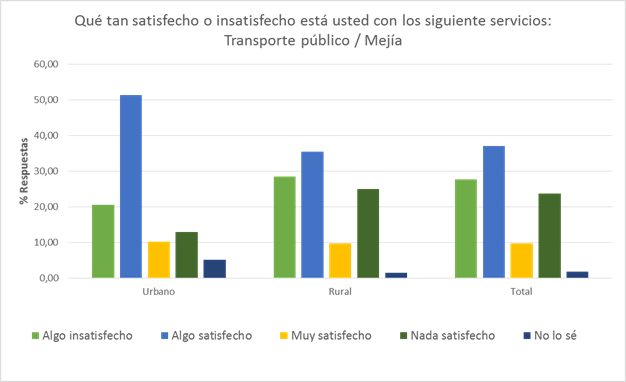 Qué tan satisfecho o insatisfecho está usted con los siguiente servicios:
Transporte público / Mejía
% Respuestas
60,00
50,00
40,00
30,00
20,00
10,00
0,00
Urbano Rural Total
Algo insatisfecho Algo satisfecho Muy satisfecho Nada satisfecho No lo sé